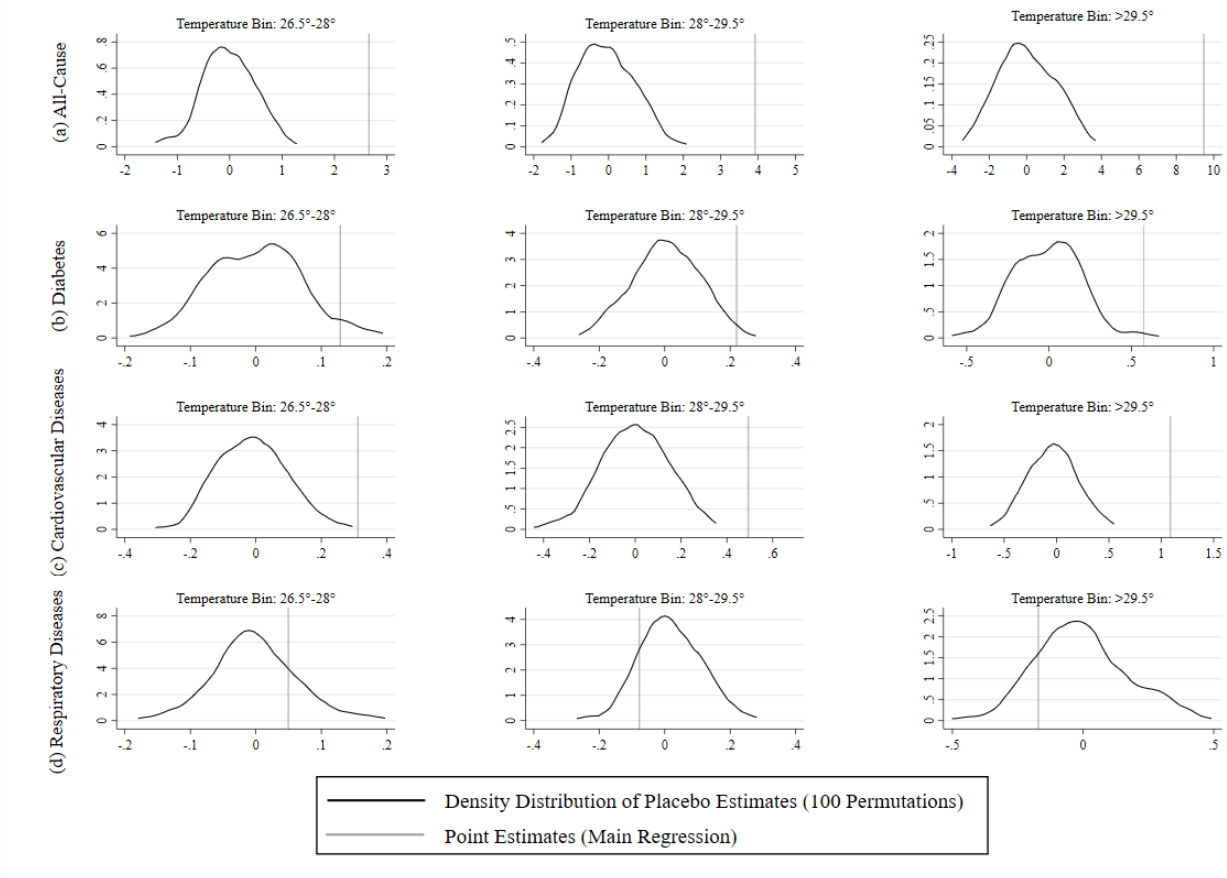 (a) All-Cause
Temperature Bin: 26.5°-28°
.8
.6
.4
.2
0
-2 -1 0 1 2 3
Temperature Bin: 28°-29.5°
.5
.4
.3
.2
.1
0
-2 -1 0 1 2 3 4 5
Temperature Bin: >29.5°
.25
.2
.15
.1
.05
0
-4 -2 0 2 4 6 8 10
(b) Diabetes
Temperature Bin: 26.5°-28°
6
4
2
0
-.2 -.1 0 .1 .2
Temperature Bin: 28°-29.5°
4
3
2
1
0
-.4 -.2 0 .2 .4
Temperature Bin: >29.5°
2
1.5
1
.5
0
-.5 0 .5 1
(c) Cardiovascular Diseases
Temperature Bin: 26.5°-28°
4
3
2
1
0
-.4 -.2 0 .2 .4
Temperature Bin: 28°-29.5°
2.5
2
1.5
1
.5
0
-.4 -.2 0 .2 .4 .6
Temperature Bin: >29.5°
2
1.5
1
.5
0
-1 -.5 0 .5 1 1.5
(d) Respiratory Diseases
Temperature Bin: 26.5°-28°
8
6
4
2
0
-.2 -.1 0 .1 .2
Temperature Bin: 28°-29.5°
4
3
2
1
0
-.4 -.2 0 .2 .4
Temperature Bin: >29.5°
2.5
2
1.5
1
.5
0
-.5 0 .5
Density Distribution of Placebo Estimates (100 Permutations)
Point Estimates (Main Regression)